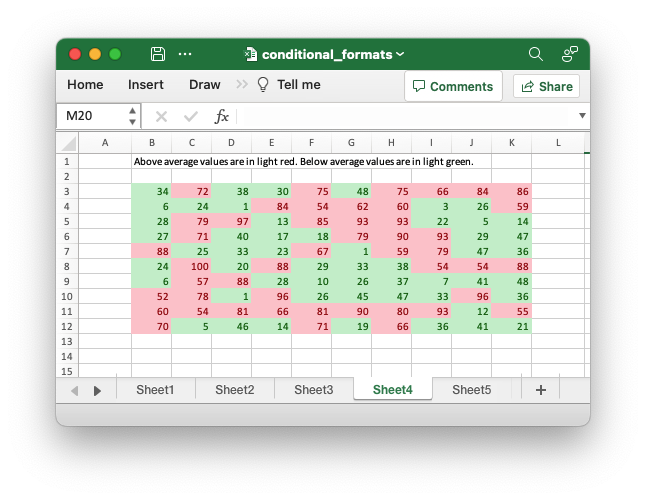 conditional_formats
Home Insert Draw Tell me Comments Share
M20 fx
A B C D E F G H I J K L
1 Above average values are in light red. Below average values are in light green.
2
3 34 72 38 30 75 48 75 66 84 86
4 6 24 1 84 54 62 60 3 26 59
5 28 79 97 13 85 93 93 22 5 14
6 27 71 40 17 18 79 90 93 29 47
7 88 25 33 23 67 1 59 79 47 36
8 24 100 20 88 29 33 38 54 54 88
9 6 57 88 28 10 26 37 7 41 48
10 52 78 1 96 26 45 47 33 96 36
11 60 54 81 66 81 90 80 93 12 55
12 70 5 46 14 71 19 66 36 41 21
13
14
15
Sheet1 Sheet2 Sheet3 Sheet4 Sheet5 +